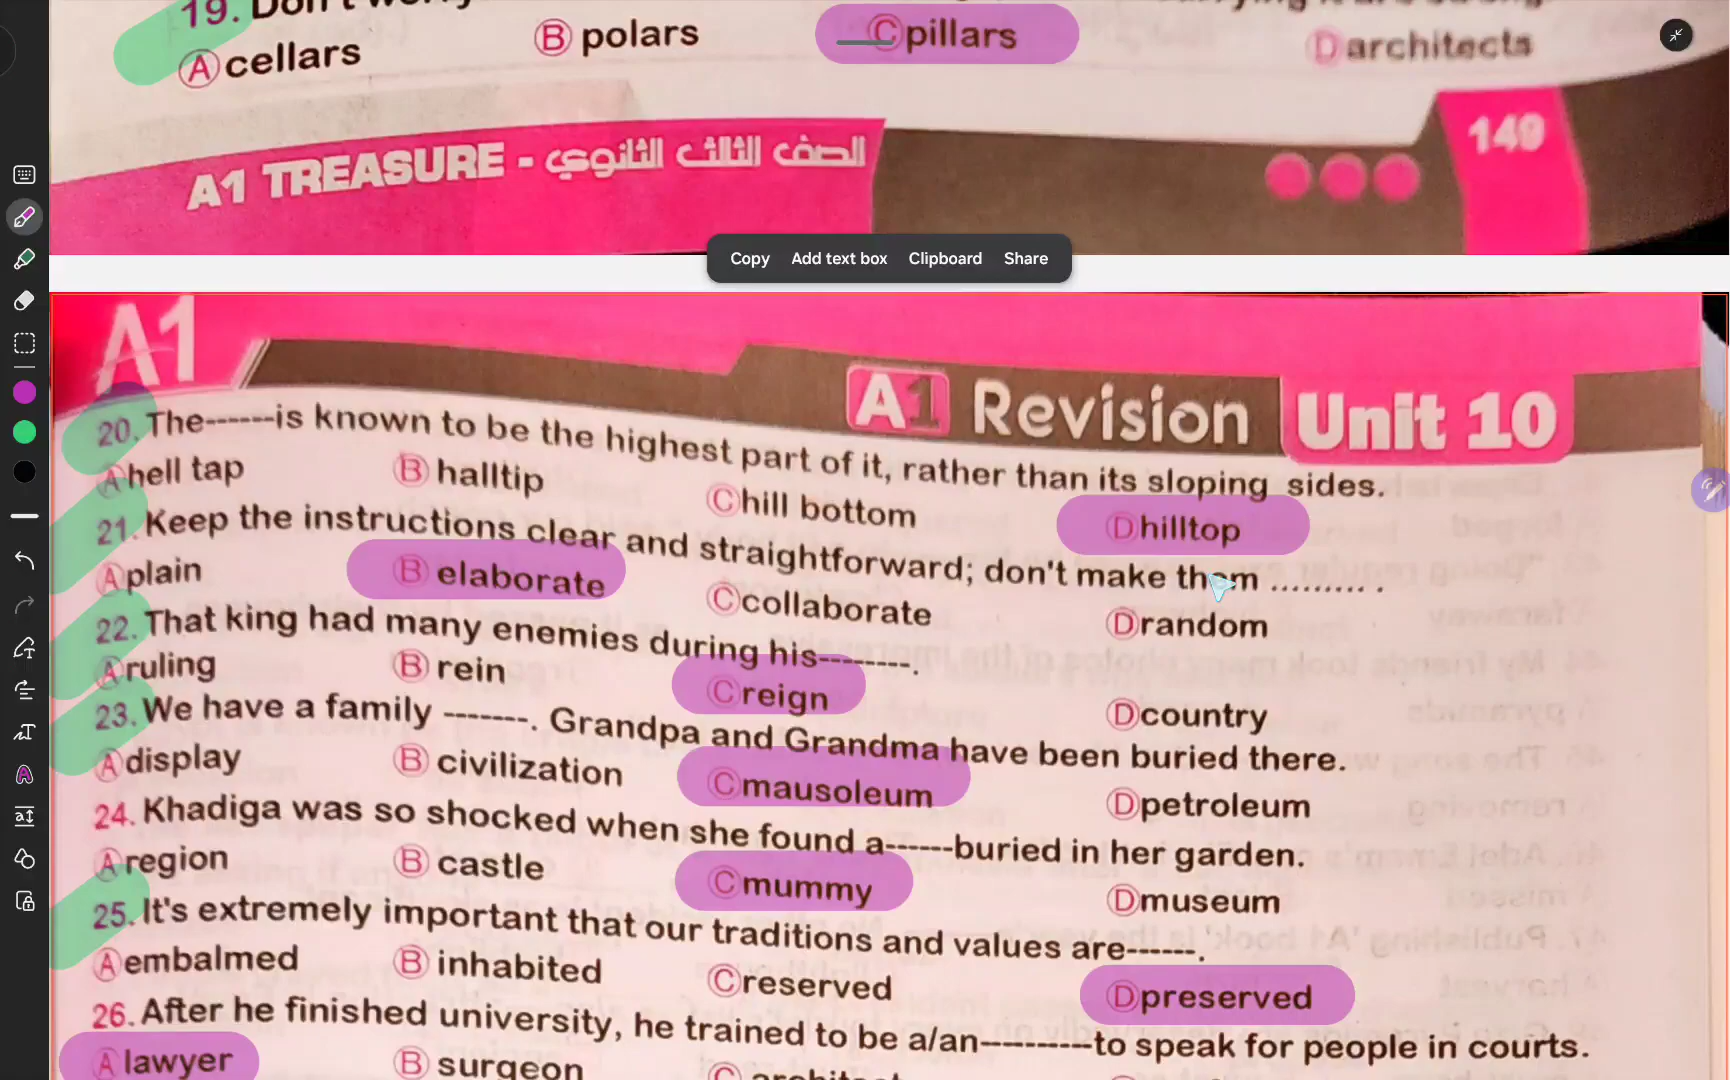 19. Don't
A cellars B polars C pillars D architects
A1 TREASURE - الصف الثالث الثانوي
149
Copy Add text box Clipboard Share
A1
A1 Revision Unit 10
20. The------is known to be the highest part of it, rather than its sloping sides.
A hell tap B halltip C hill bottom D hilltop
21. Keep the instructions clear and straightforward; don't make them .......... .
A plain B elaborate C collaborate D random
22. That king had many enemies during his--------.
A ruling B rein C reign D country
23. We have a family -------. Grandpa and Grandma have been buried there.
A display B civilization C mausoleum D petroleum
24. Khadiga was so shocked when she found a------buried in her garden.
A region B castle C mummy D museum
25. It's extremely important that our traditions and values are------.
A embalmed B inhabited C reserved D preserved
26. After he finished university, he trained to be a/an---------to speak for people in courts.
A lawyer B surgeon C architect